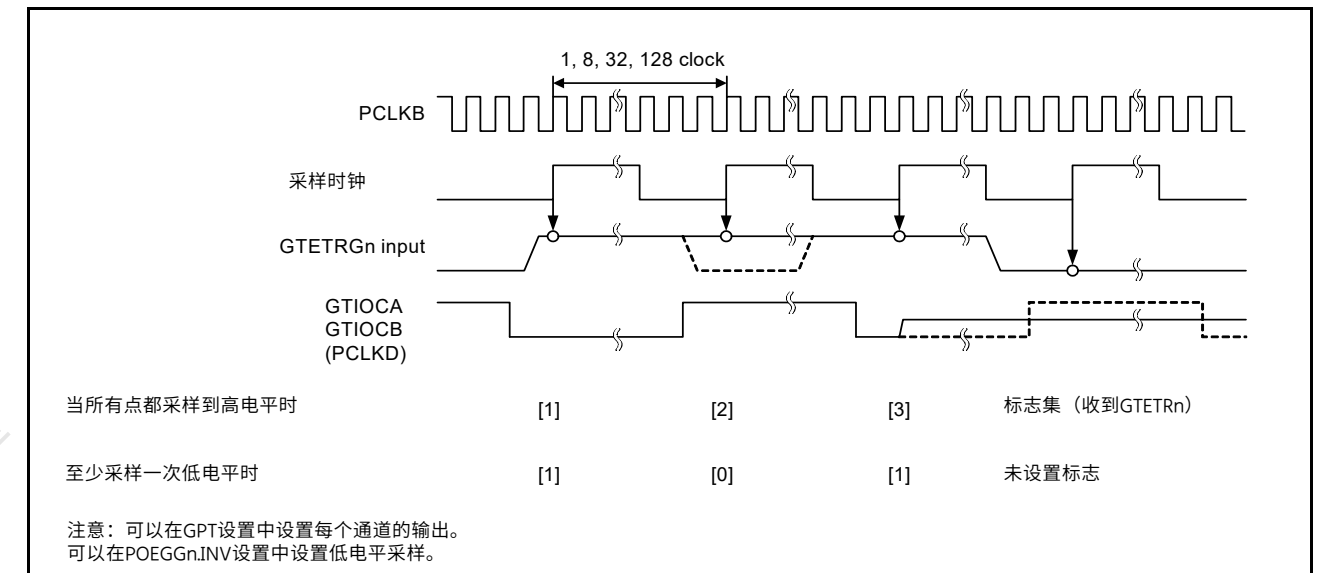 1, 8, 32, 128 clock
PCLKB
采样时钟
GTETRGn input
GTIOCA
GTIOCB
(PCLKD)
当所有点都采样到高电平时 [1] [2] [3] 标志集（收到GTETRn）
至少采样一次低电平时 [1] [0] [1] 未设置标志
注意：可以在GPT设置中设置每个通道的输出。
可以在POEGGn.INV设置中设置低电平采样。